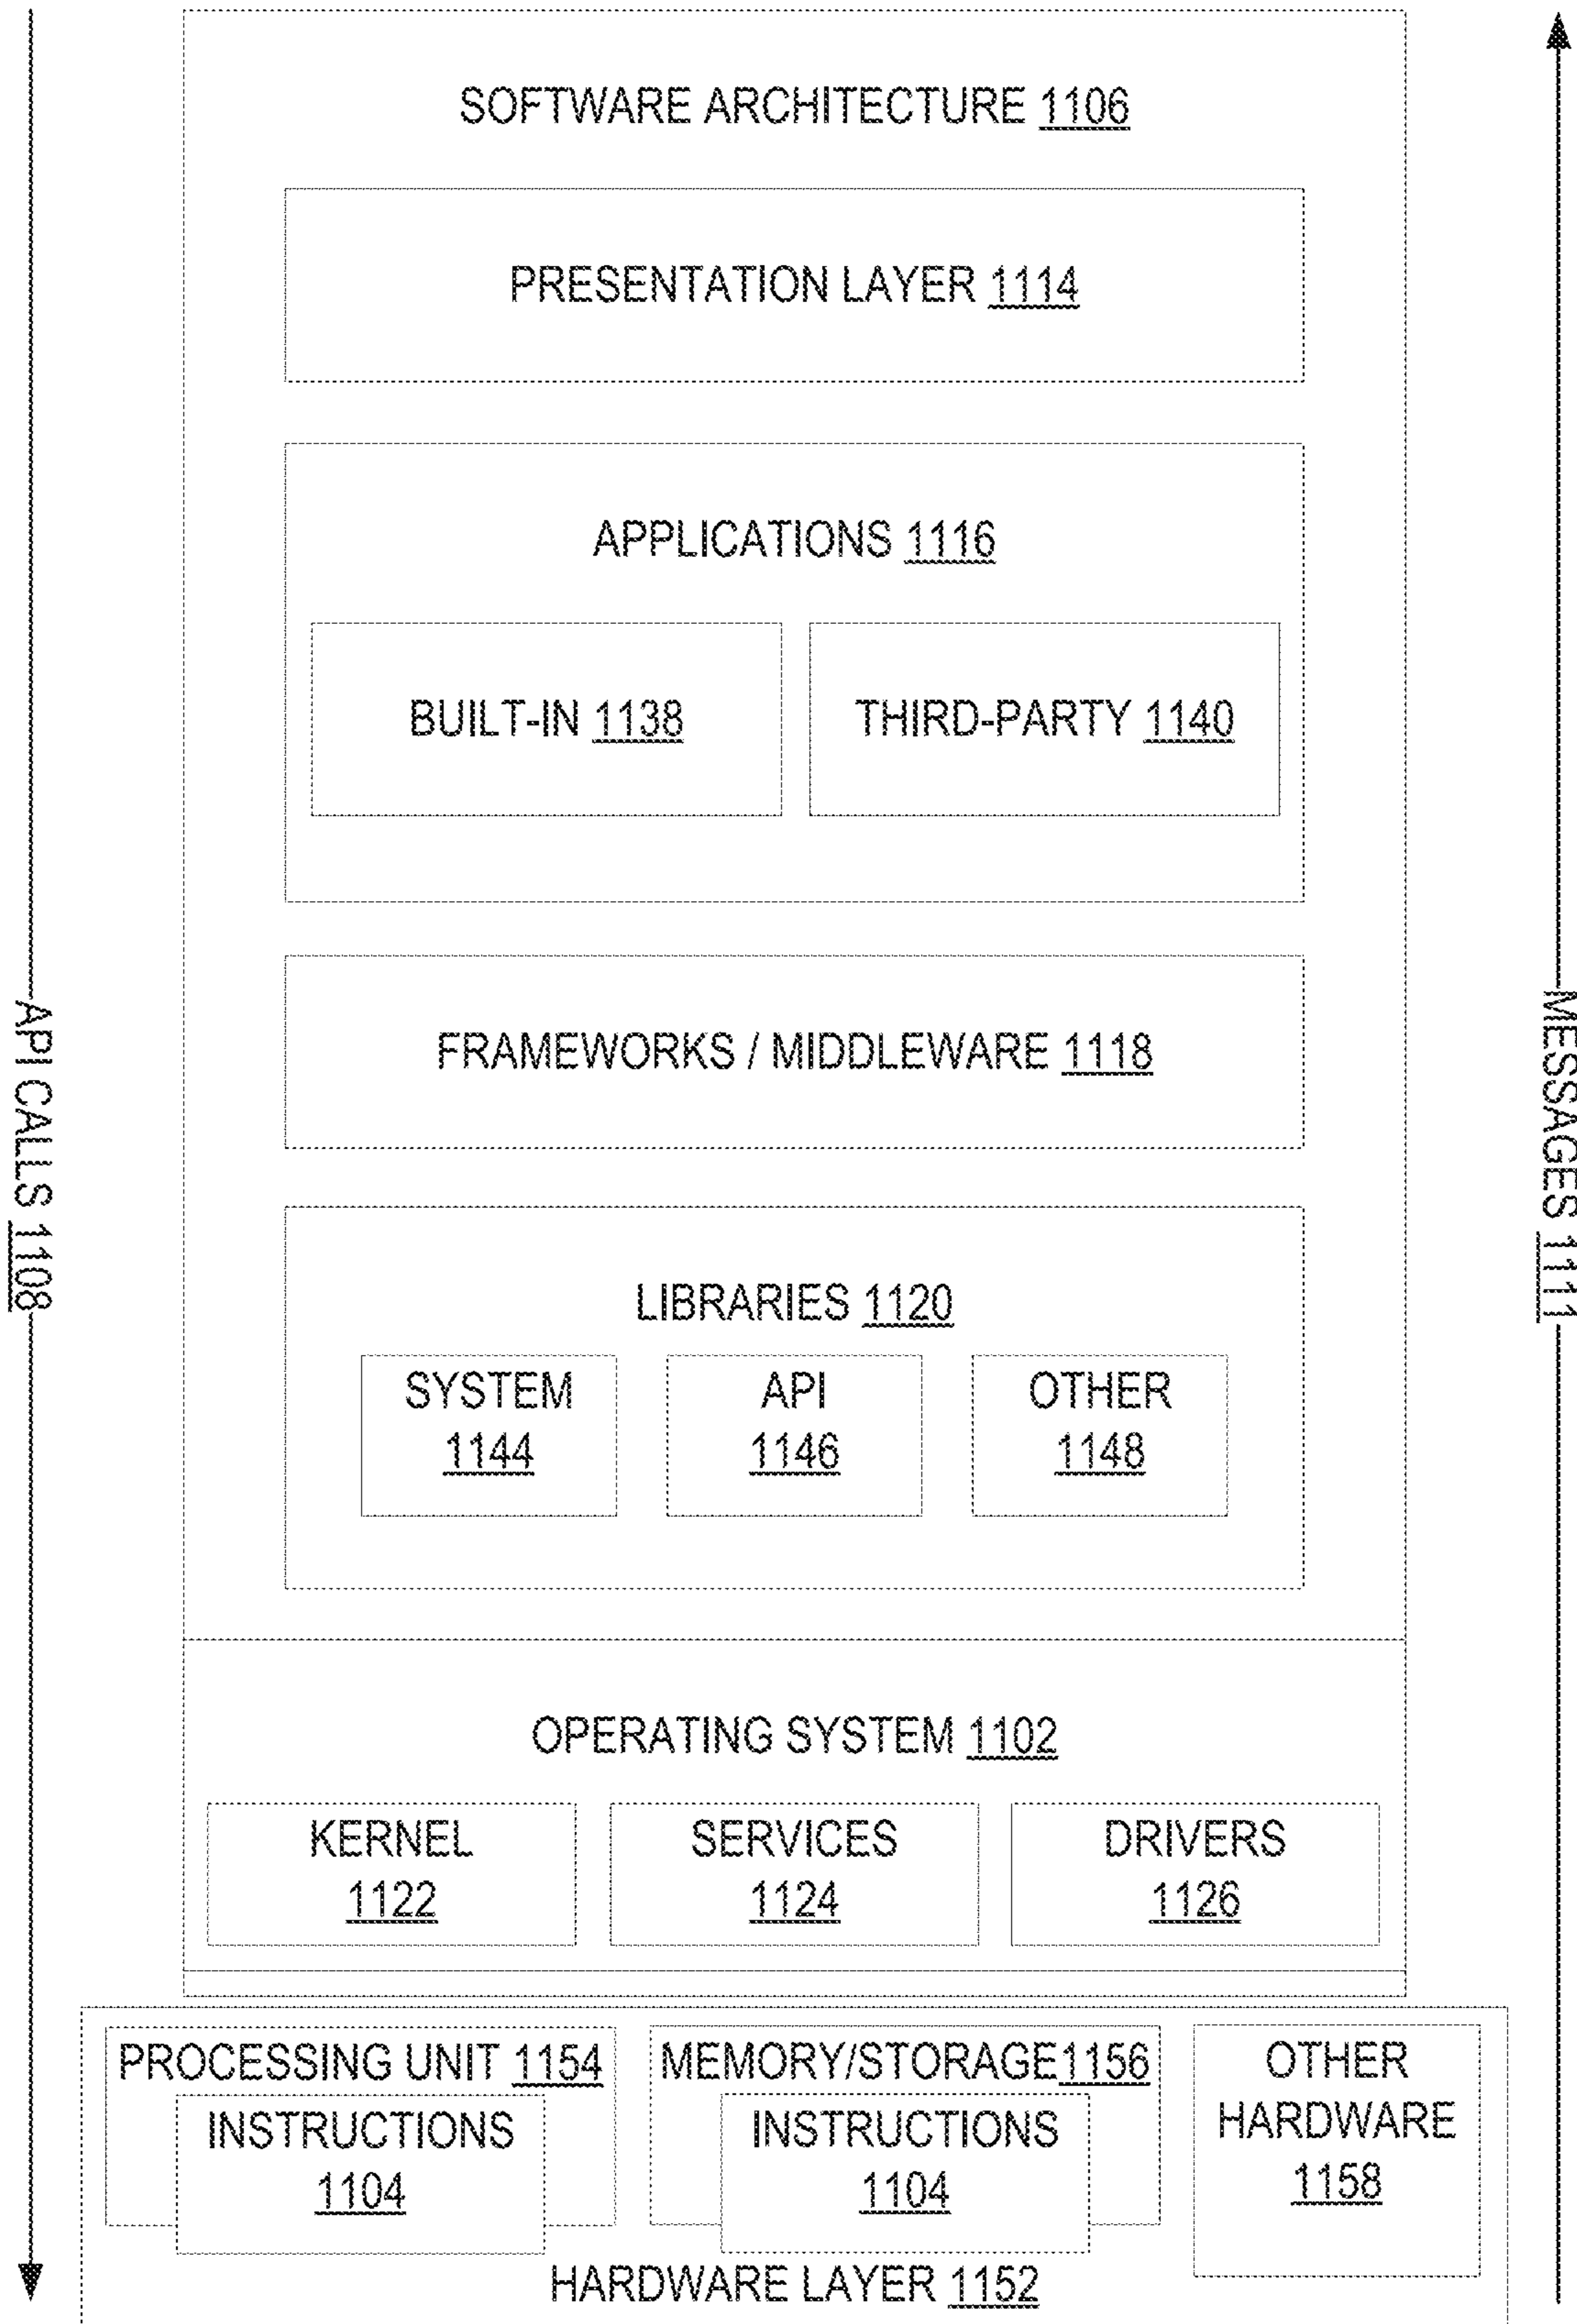 SOFTWARE ARCHITECTURE 1106
PRESENTATION LAYER 1114
APPLICATIONS 1116
BUILT-IN 1138
THIRD-PARTY 1140
FRAMEWORKS / MIDDLEWARE 1118
API CALLS 1108
MESSAGES 1111
LIBRARIES 1120
SYSTEM
1144
API
1146
OTHER
1148
OPERATING SYSTEM 1102
KERNEL
1122
SERVICES
1124
DRIVERS
1126
PROCESSING UNIT 1154
INSTRUCTIONS
1104
MEMORY/STORAGE1156
INSTRUCTIONS
1104
OTHER
HARDWARE
1158
HARDWARE LAYER 1152